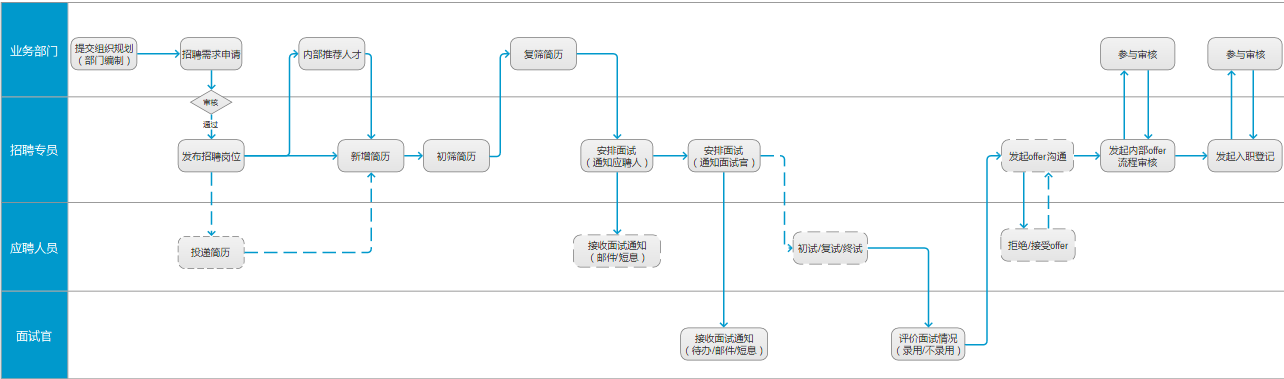 业务部门
提交组织规划
（部门编制）
招聘需求申请
内部推荐人才
复筛简历
参与审核
参与审核
审核
通过
招聘专员
发布招聘岗位
新增简历
初筛简历
安排面试
（通知应聘人）
安排面试
（通知面试官）
发起offer沟通
发起内部offer
流程审核
发起入职登记
应聘人员
投递简历
接收面试通知
（邮件/短息）
初试/复试/终试
拒绝/接受offer
面试官
接收面试通知
（待办/邮件/短息）
评价面试情况
（录用/不录用）